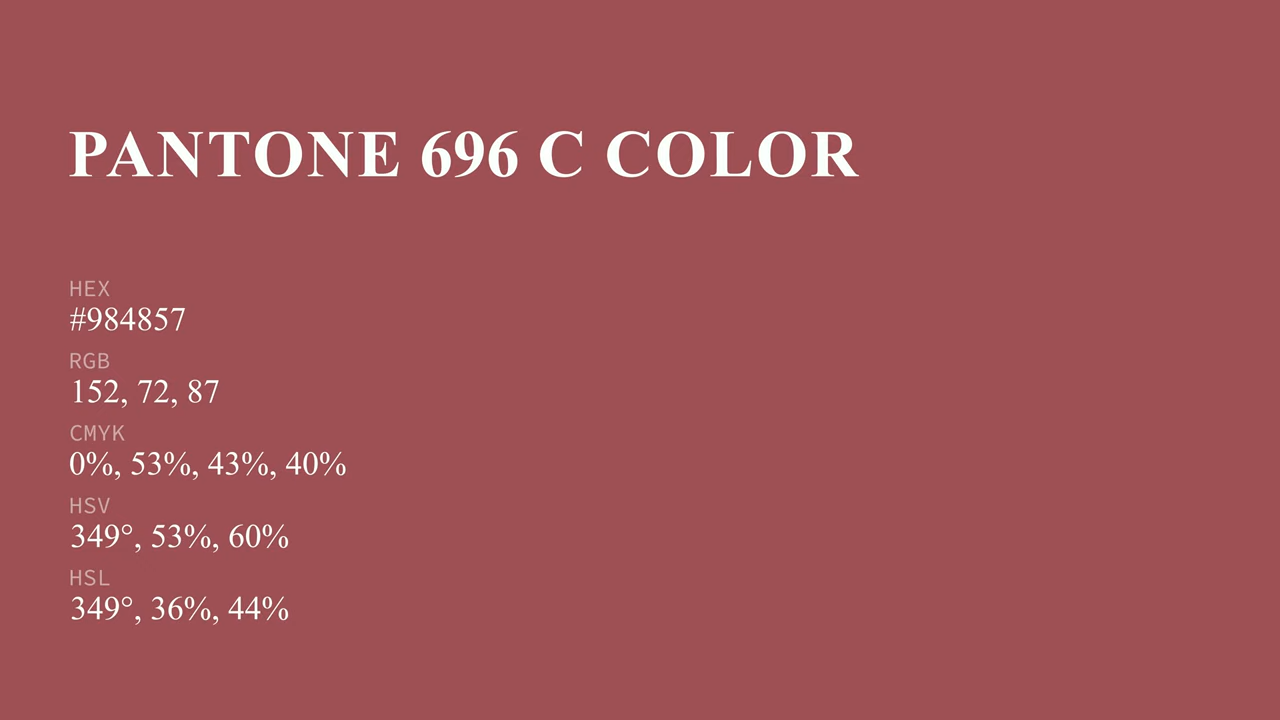 PANTONE 696 C COLOR
HEX
#984857
RGB
152, 72, 87
CMYK
0%, 53%, 43%, 40%
HSV
349°, 53%, 60%
HSL
349°, 36%, 44%